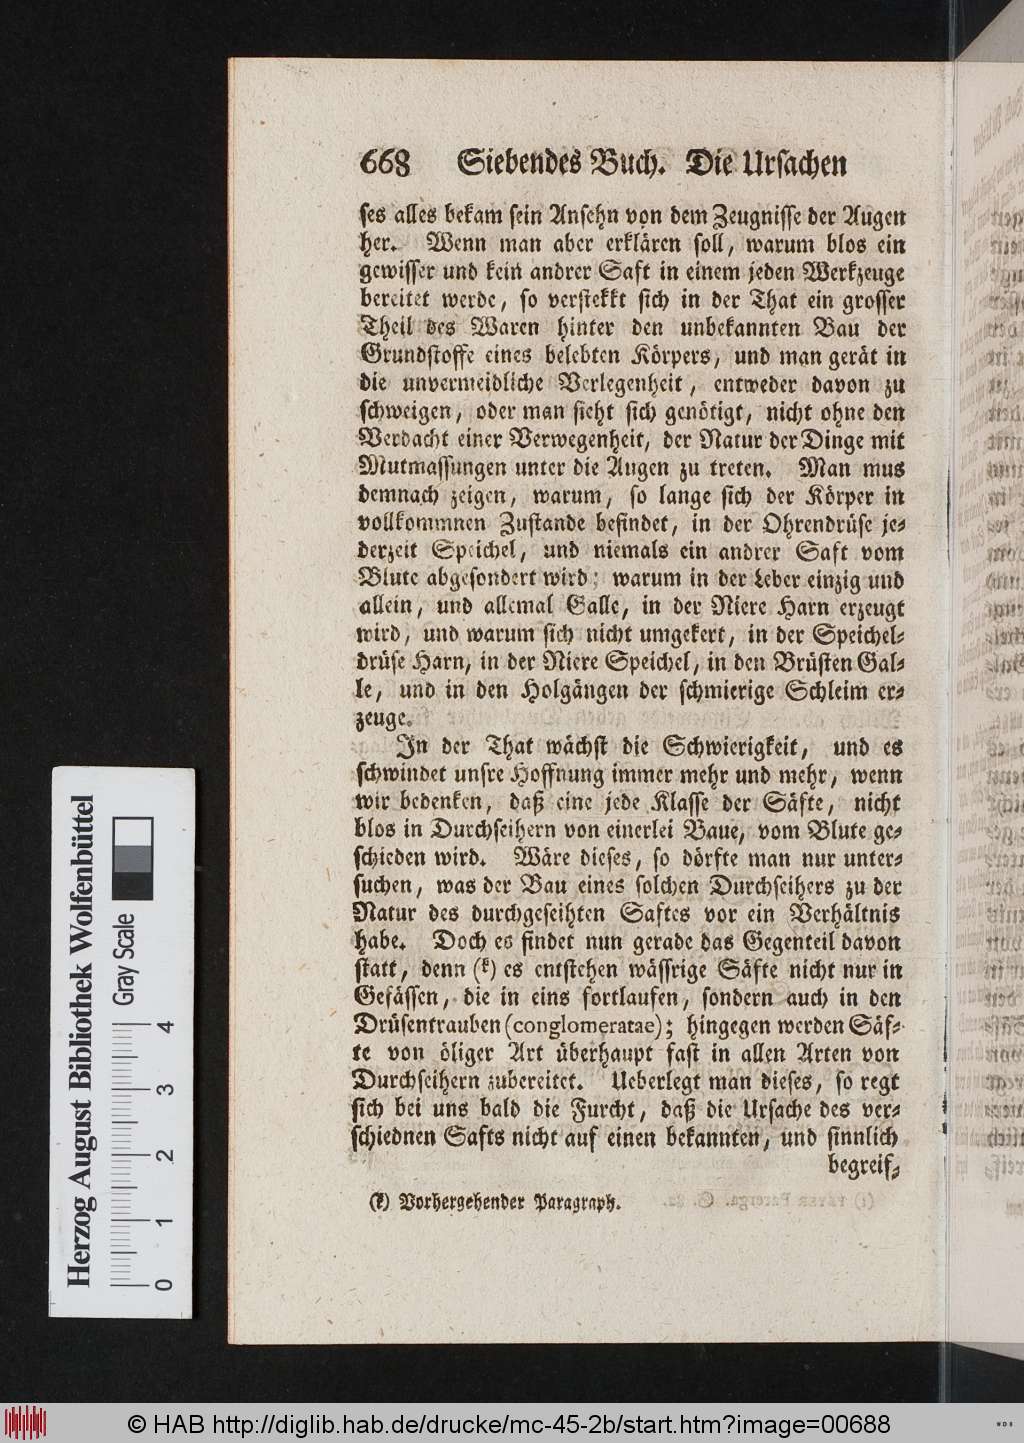 668 Siebendes Buch. Die Ursachen
ses alles bekam sein Ansehn von dem Zeugnisse der Augen
her. Wenn man aber erklären soll, warum blos ein
gewisser und kein andrer Saft in einem jeden Werkzeuge
bereitet werde, so verstekkt sich in der That ein grosser
Theil des Waren hinter den unbekannten Bau der
Grundstoffe eines belebten Körpers, und man gerät in
die unvermeidliche Verlegenheit, entweder davon zu
schweigen, oder man sieht sich genötigt, nicht ohne den
Verdacht einer Verwegenheit, der Natur der Dinge mit
Mutmassungen unter die Augen zu treten. Man mus
demnach zeigen, warum, so lange sich der Körper in
vollkommnen Zustande befindet, in der Ohrendrüse je-
derzeit Speichel, und niemals ein andrer Saft vom
Blute abgesondert wird; warum in der Leber einzig und
allein, und allemal Galle, in der Niere Harn erzeugt
wird, und warum sich nicht umgekert, in der Speichel-
drüse Harn, in der Niere Speichel, in den Brüsten Gal-
le, und in den Holgängen der schmierige Schleim er-
zeuge.
In der That wächst die Schwierigkeit, und es
schwindet unsre Hoffnung immer mehr und mehr, wenn
wir bedenken, daß eine jede Klasse der Säfte, nicht
blos in Durchseihern von einerlei Baue, vom Blute ge-
schieden wird. Wäre dieses, so dörfte man nur unter-
suchen, was der Bau eines solchen Durchseihers zu der
Natur des durchgeseihten Saftes vor ein Verhältnis
habe. Doch es findet nun gerade das Gegenteil davon
statt, denn (k) es entstehen wässrige Säfte nicht nur in
Gefässen, die in eins fortlaufen, sondern auch in den
Drüsentrauben (conglomeratae); hingegen werden Säf-
te von öliger Art überhaupt fast in allen Arten von
Durchseihern zubereitet. Ueberlegt man dieses, so regt
sich bei uns bald die Furcht, daß die Ursache des ver-
schiednen Safts nicht auf einen bekannten, und sinnlich
begreif-
(k) Vorhergehender Paragraph.
Herzog August Bibliothek Wolfenbüttel
Gray Scale
0 1 2 3 4
© HAB http://diglib.hab.de/drucke/mc-45-2b/start.htm?image=00688